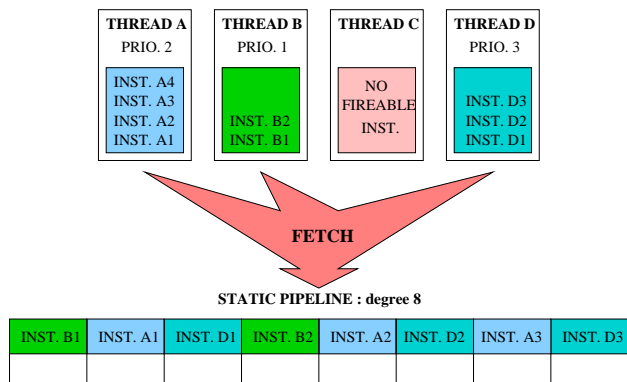 THREAD A
PRIO. 2
INST. A4
INST. A3
INST. A2
INST. A1
THREAD B
PRIO. 1
INST. B2
INST. B1
THREAD C
NO
FIREABLE
INST.
THREAD D
PRIO. 3
INST. D3
INST. D2
INST. D1
FETCH
STATIC PIPELINE : degree 8
INST. B1 INST. A1 INST. D1 INST. B2 INST. A2 INST. D2 INST. A3 INST. D3